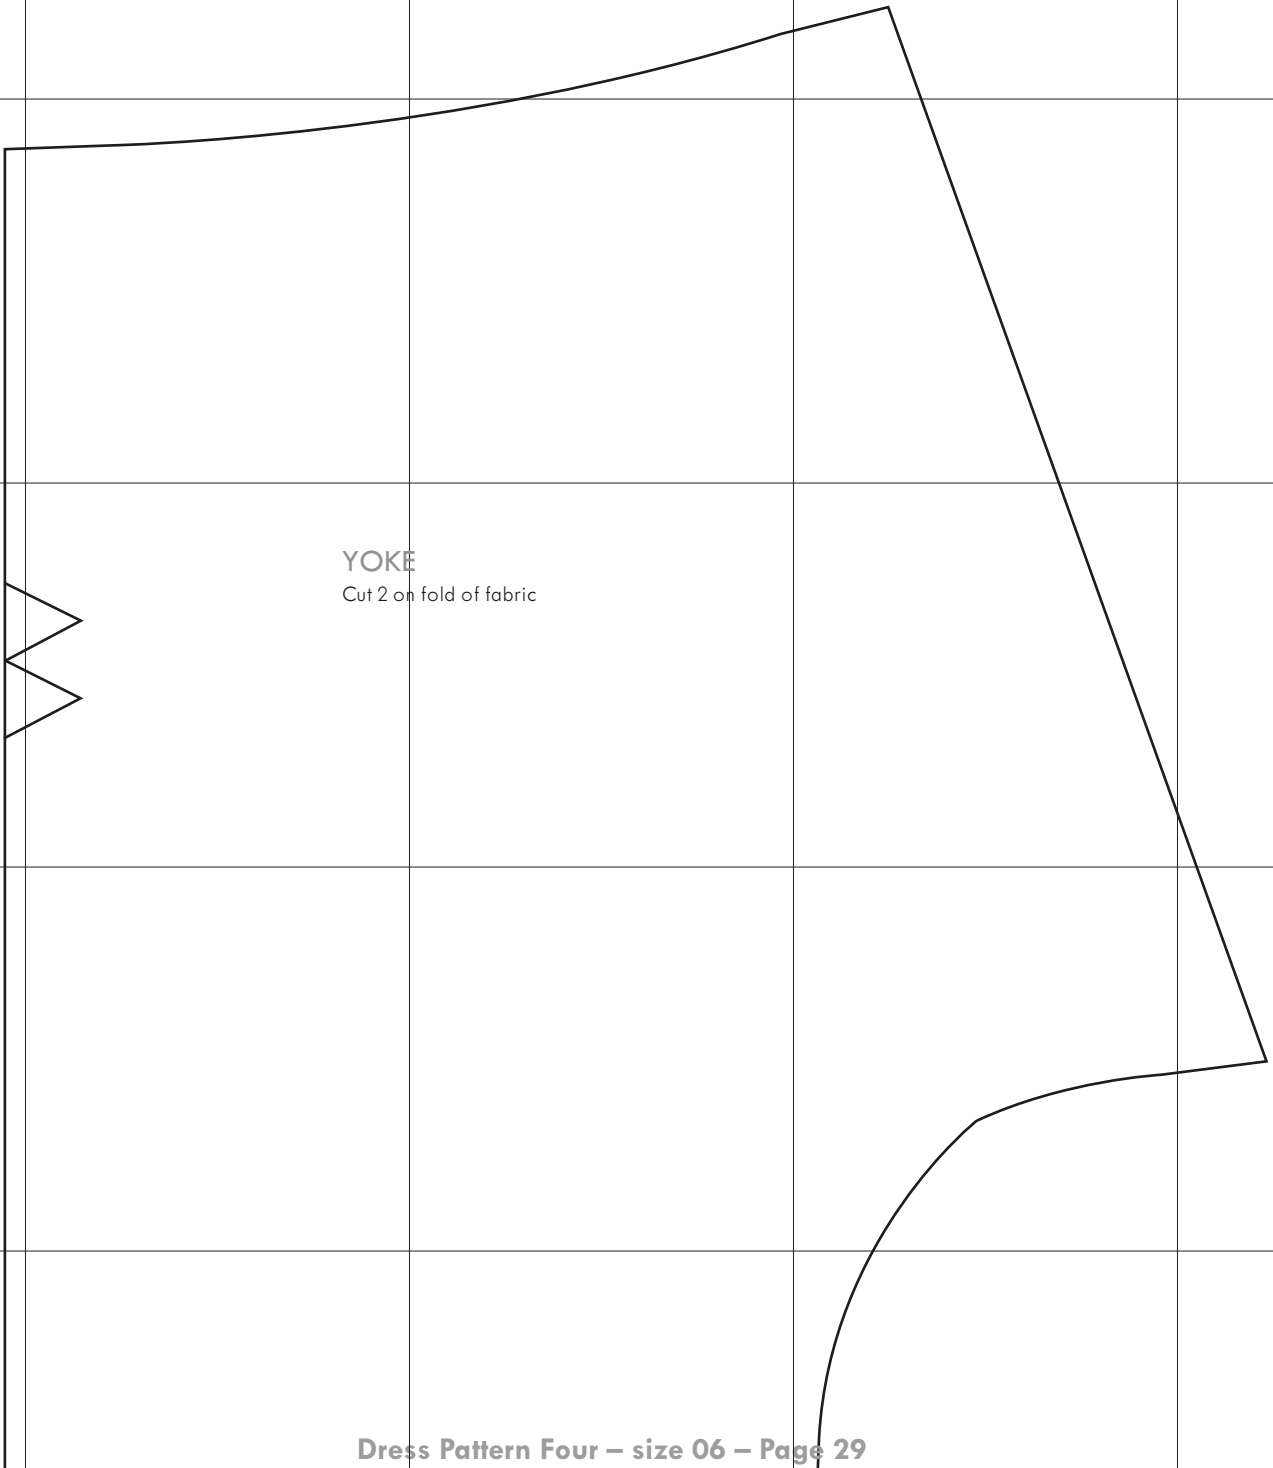 YOKE
Cut 2 on fold of fabric
Dress Pattern Four – size 06 – Page 29